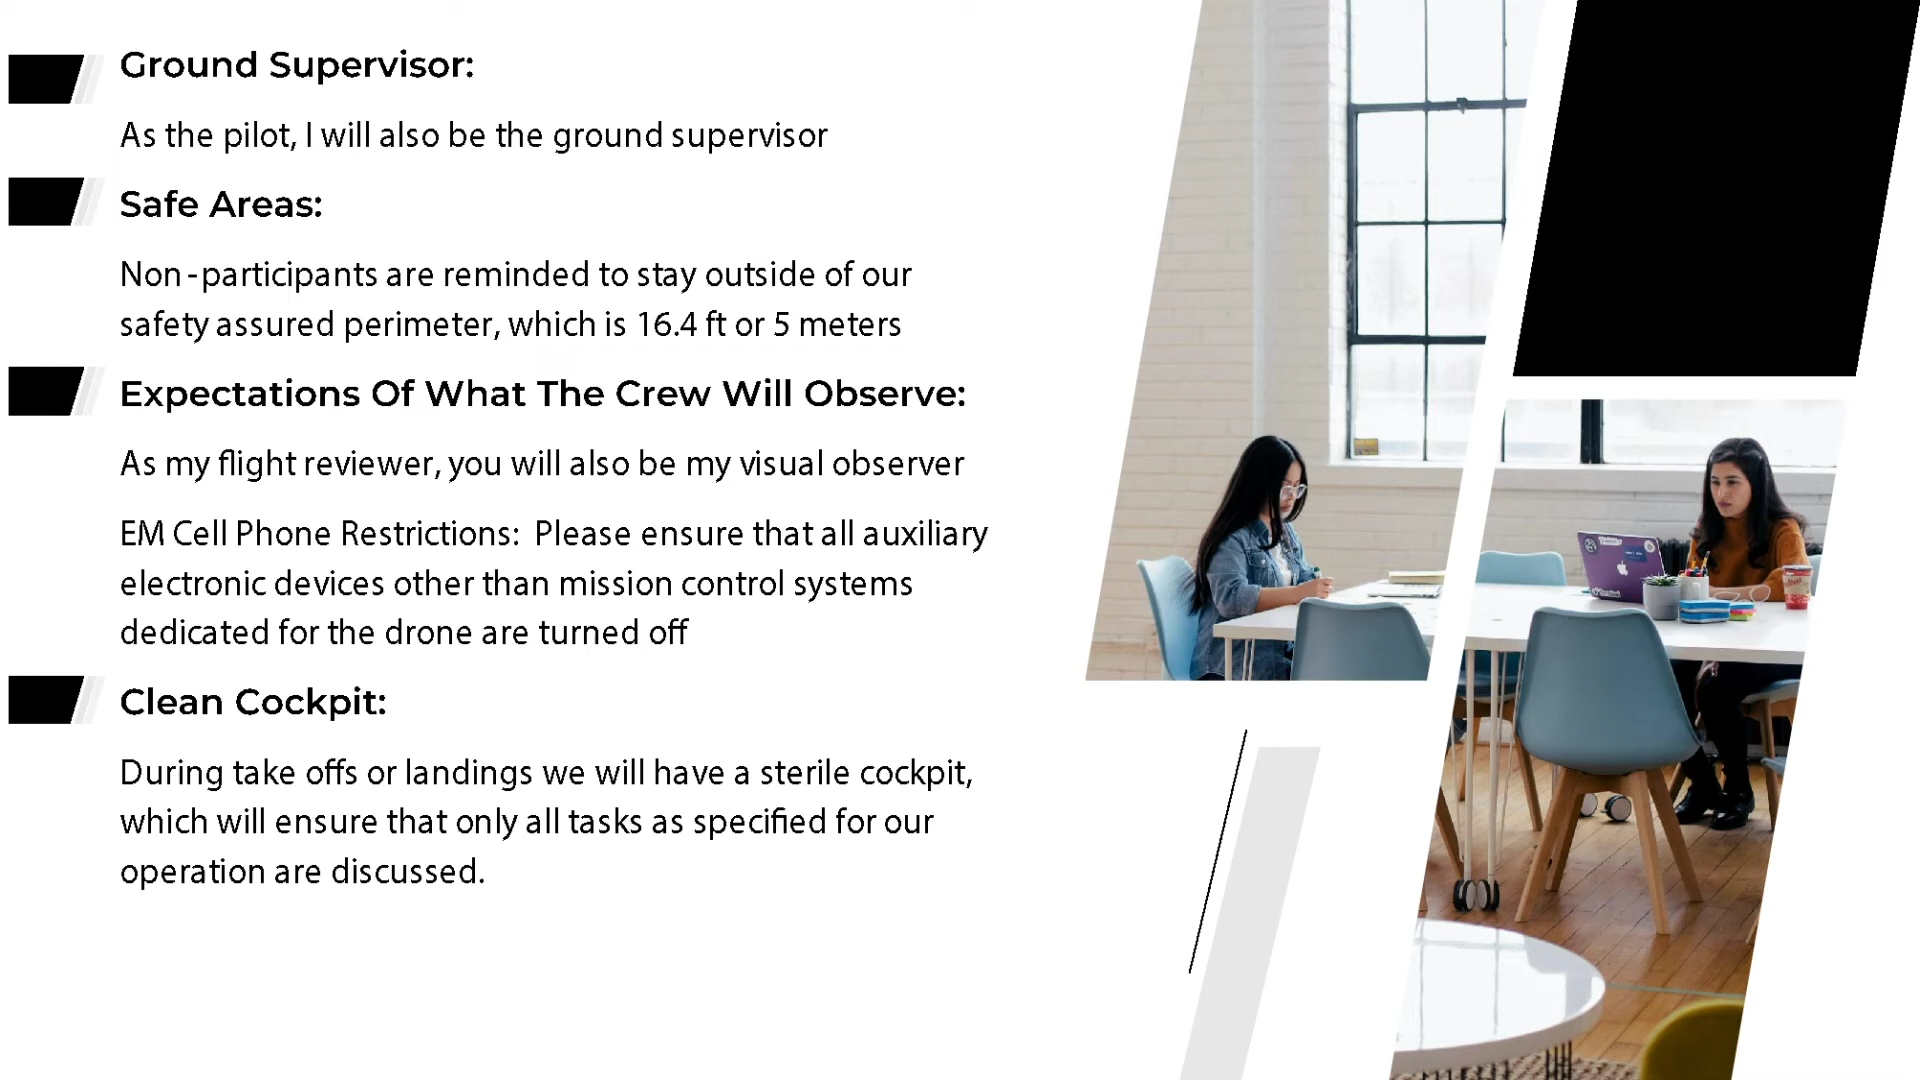 Ground Supervisor:
As the pilot, I will also be the ground supervisor
Safe Areas:
Non-participants are reminded to stay outside of our
safety assured perimeter, which is 16.4 ft or 5 meters
Expectations Of What The Crew Will Observe:
As my flight reviewer, you will also be my visual observer
EM Cell Phone Restrictions: Please ensure that all auxiliary
electronic devices other than mission control systems
dedicated for the drone are turned off
Clean Cockpit:
During take offs or landings we will have a sterile cockpit,
which will ensure that only all tasks as specified for our
operation are discussed.